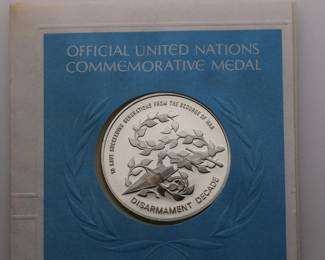 OFFICIAL UNITED NATIONS
COMMEMORATIVE MEDAL
TO SAVE SUCCEEDING GENERATIONS FROM THE SCOURGE OF WAR
DISARMAMENT DECADE